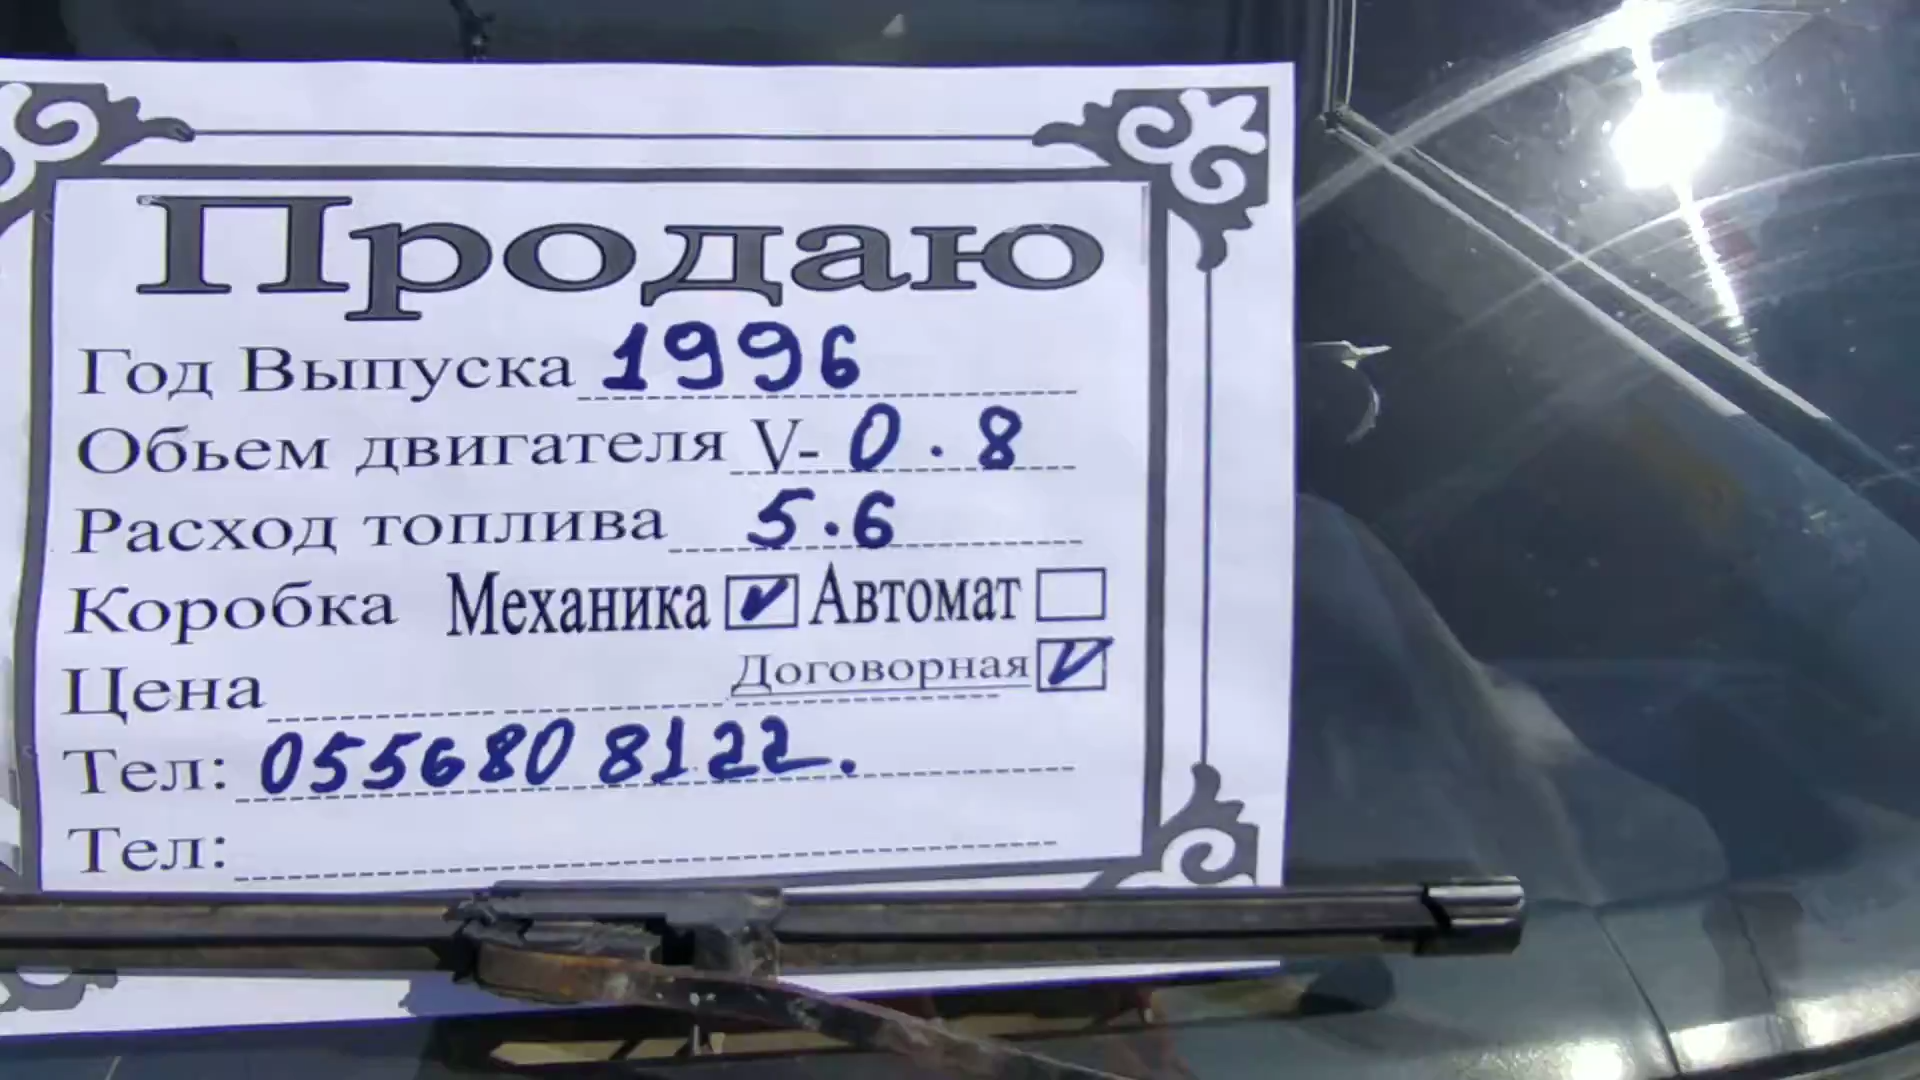 Продаю
Год Выпуска 1996
Обьем двигателя V- 0.8
Расход топлива 5.6
Коробка Механика ☑ Автомат ☐
Цена Договорная ☑
Тел: 0556808122.
Тел: